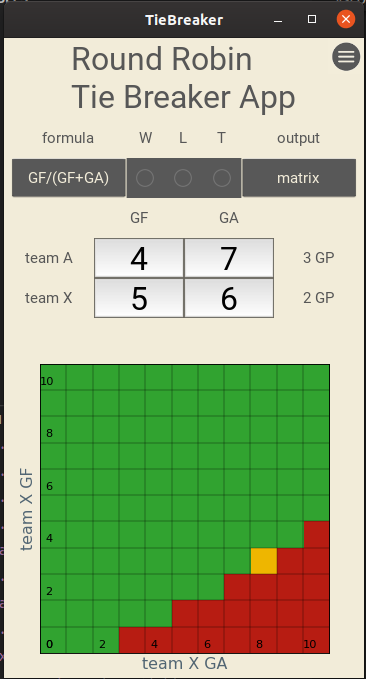 TieBreaker
Round Robin
Tie Breaker App
formula W L T output
GF/(GF+GA) matrix
GF GA
team A 4 7 3 GP
team X 5 6 2 GP
10
8
6
4
2
0 2 4 6 8 10
team X GF
team X GA